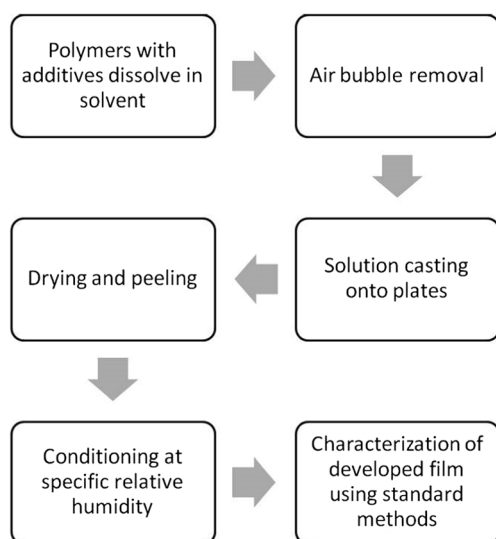 Polymers with
additives dissolve in
solvent
Air bubble removal
Solution casting
onto plates
Drying and peeling
Conditioning at
specific relative
humidity
Characterization of
developed film
using standard
methods